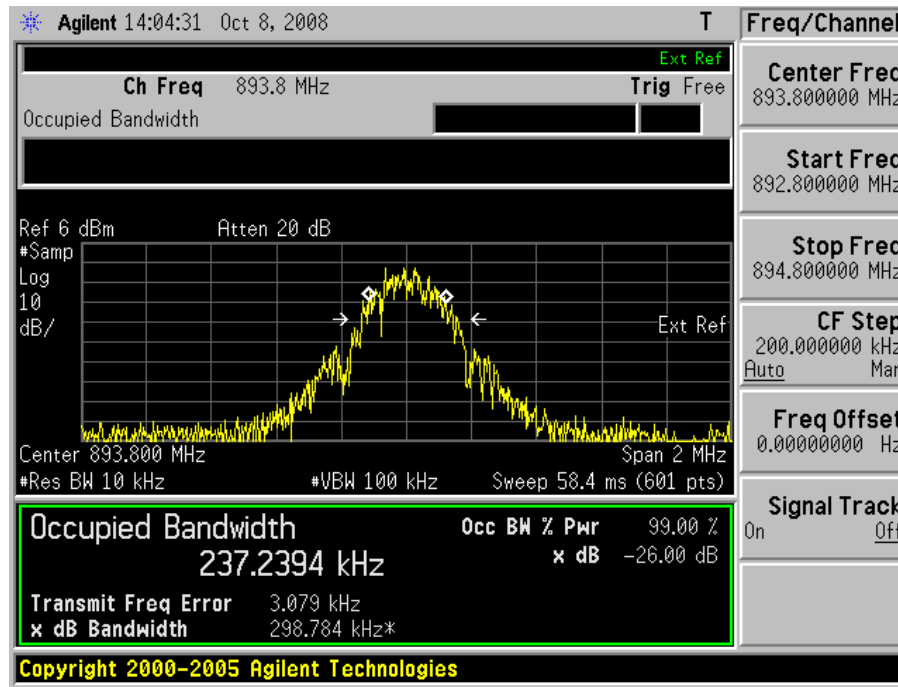 Agilent 14:04:31 Oct 8, 2008 T
Freq/Channel
Ext Ref
Ch Freq 893.8 MHz Trig Free
Occupied Bandwidth
Center Freq
893.800000 MHz
Start Freq
892.800000 MHz
Stop Freq
894.800000 MHz
CF Step
200.000000 kHz
Auto Man
Freq Offset
0.00000000 Hz
Signal Track
On Off
Ref 6 dBm Atten 20 dB
#Samp
Log
10
dB/
Ext Ref
Center 893.800 MHz Span 2 MHz
#Res BW 10 kHz #VBW 100 kHz Sweep 58.4 ms (601 pts)
Occupied Bandwidth
237.2394 kHz
Occ BW % Pwr 99.00 %
x dB -26.00 dB
Transmit Freq Error 3.079 kHz
x dB Bandwidth 298.784 kHz*
Copyright 2000-2005 Agilent Technologies